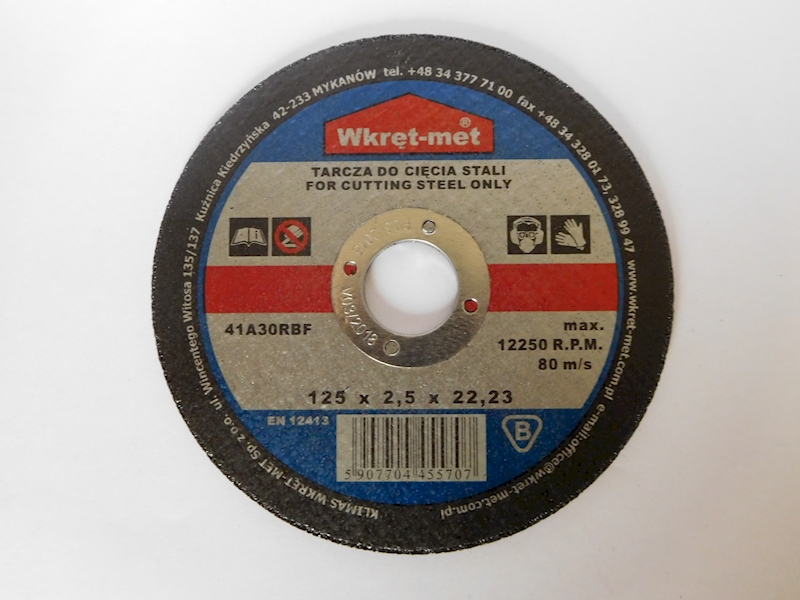 KLIMAS WKRĘT-MET Sp. z o.o. ul. Wincentego Witosa 135/137 Kuźnica Kiedrzyńska 42-233 MYKANÓW tel. +48 34 377 71 00 fax +48 34 328 01 73, 328 99 47 www.wkret-met.com.pl e-mail:office@wkret-met.com.pl
Wkręt-met®
TARCZA DO CIĘCIA STALI
FOR CUTTING STEEL ONLY
V03/2018
41A30RBF
max.
12250 R.P.M.
80 m/s
125 x 2,5 x 22,23
EN 12413
B
5 907704 455707